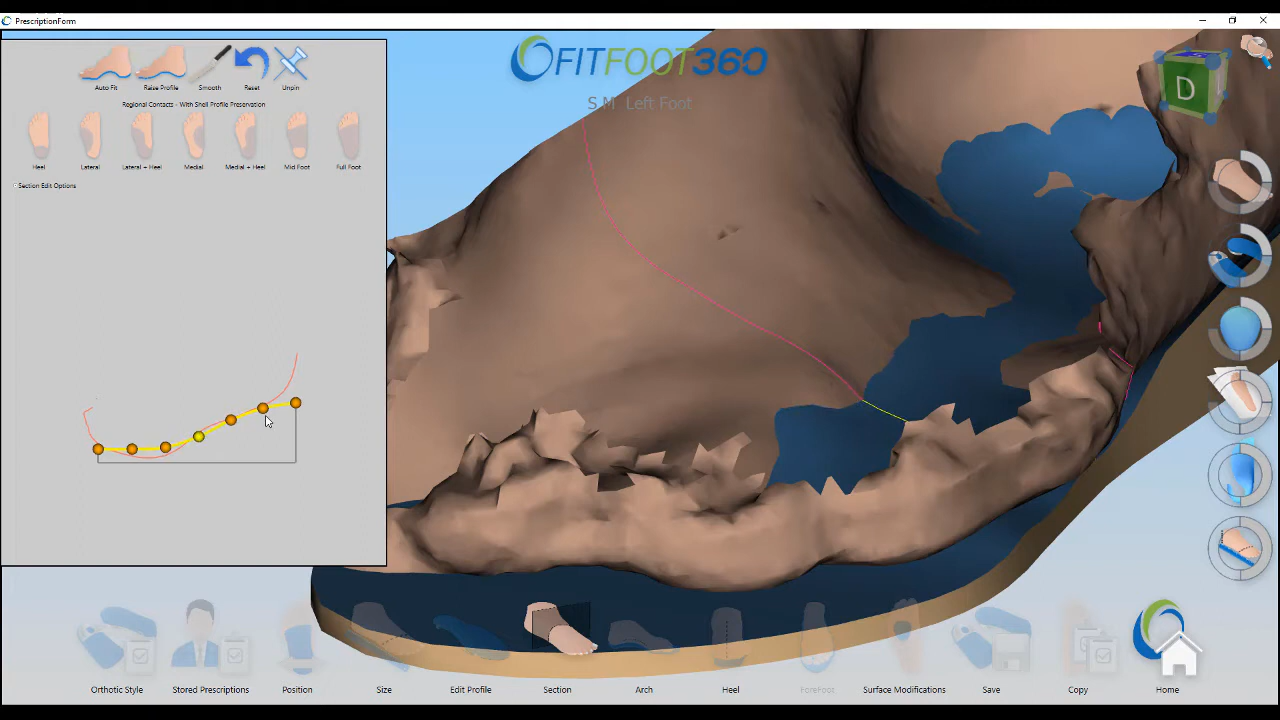 PrescriptionForm
FITFOOT360
S M Left Foot
D
Auto Fit Raise Profile Smooth Reset Unpin
Regional Contacts - With Shell Profile Preservation
Heel Lateral Lateral + Heel Medial Medial + Heel Mid Foot Full Foot
Section Edit Options
Orthotic Style Stored Prescriptions Position Size Edit Profile Section Arch Heel ForeFoot Surface Modifications Save Copy Home